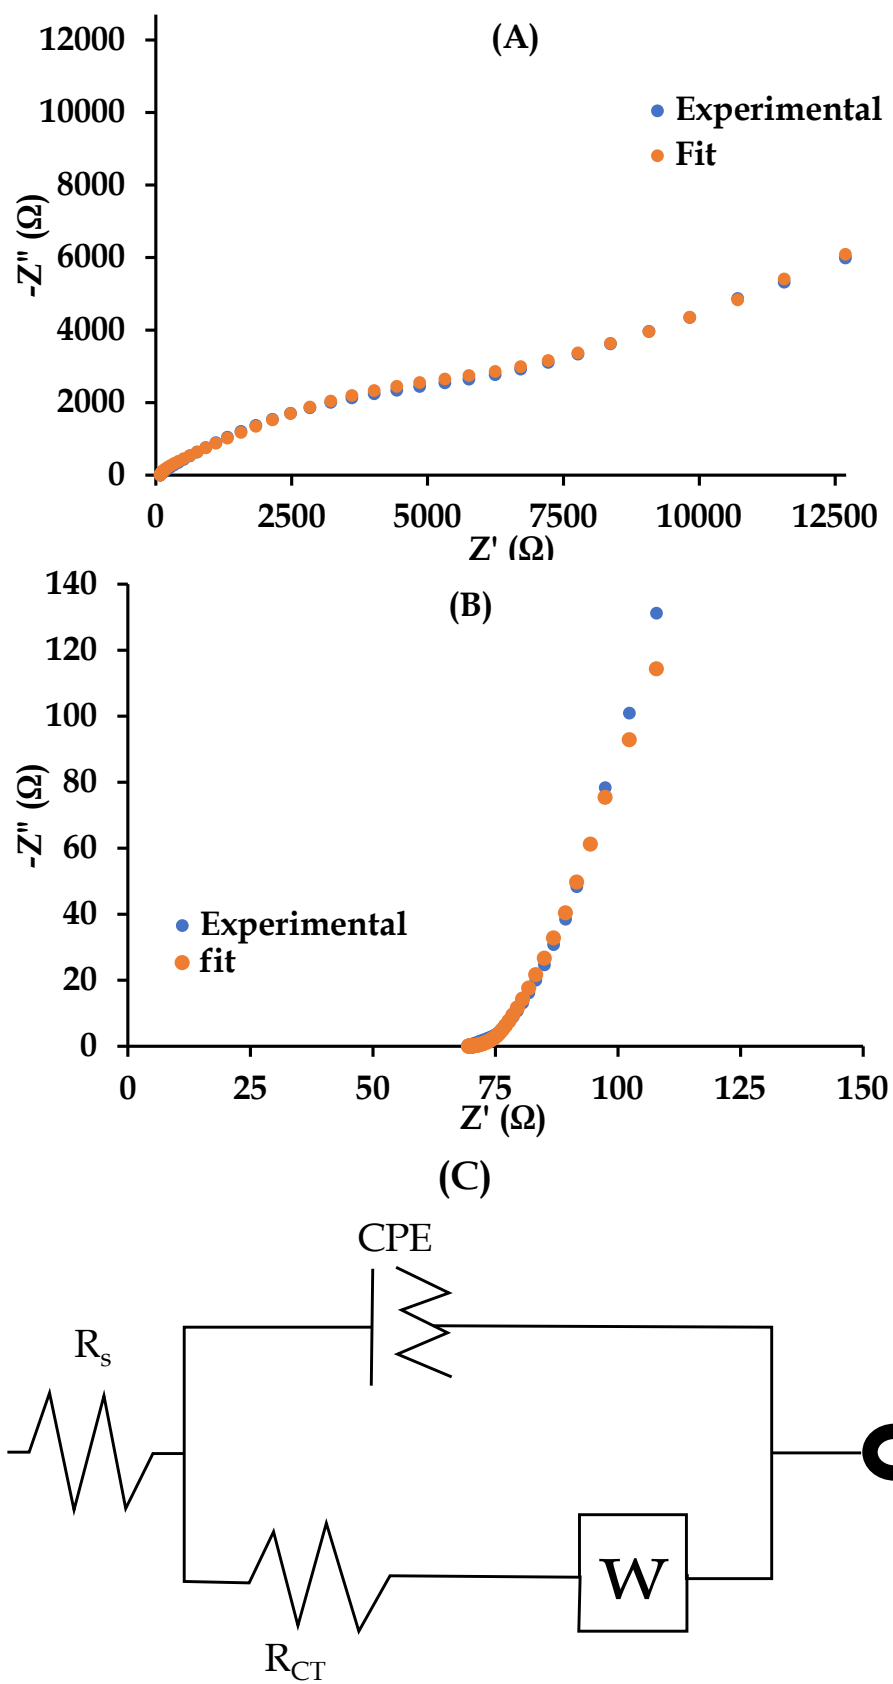 (A)
12000
10000
8000
6000
4000
2000
0
-Z" (Ω)
Experimental
Fit
0 2500 5000 7500 10000 12500
Z' (Ω)
(B)
140
120
100
80
60
40
20
0
-Z" (Ω)
Experimental
fit
0 25 50 75 100 125 150
Z' (Ω)
(C)
CPE
Rs
W
RCT